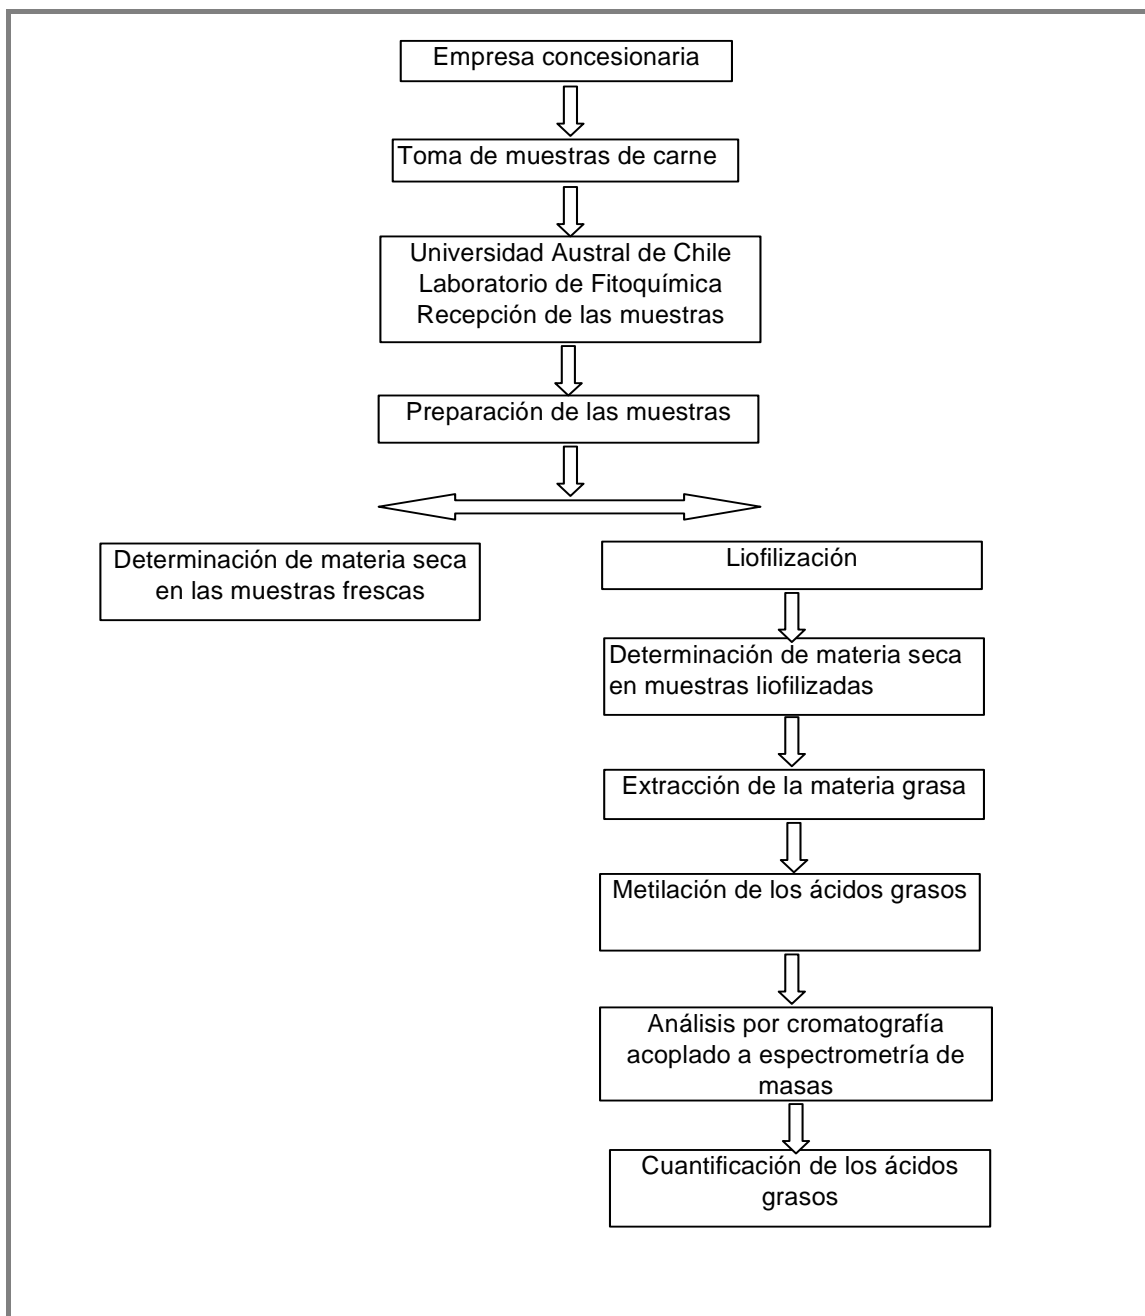 Empresa concesionaria
Toma de muestras de carne
Universidad Austral de Chile
Laboratorio de Fitoquímica
Recepción de las muestras
Preparación de las muestras
Determinación de materia seca
en las muestras frescas
Liofilización
Determinación de materia seca
en muestras liofilizadas
Extracción de la materia grasa
Metilación de los ácidos grasos
Análisis por cromatografía
acoplado a espectrometría de
masas
Cuantificación de los ácidos
grasos